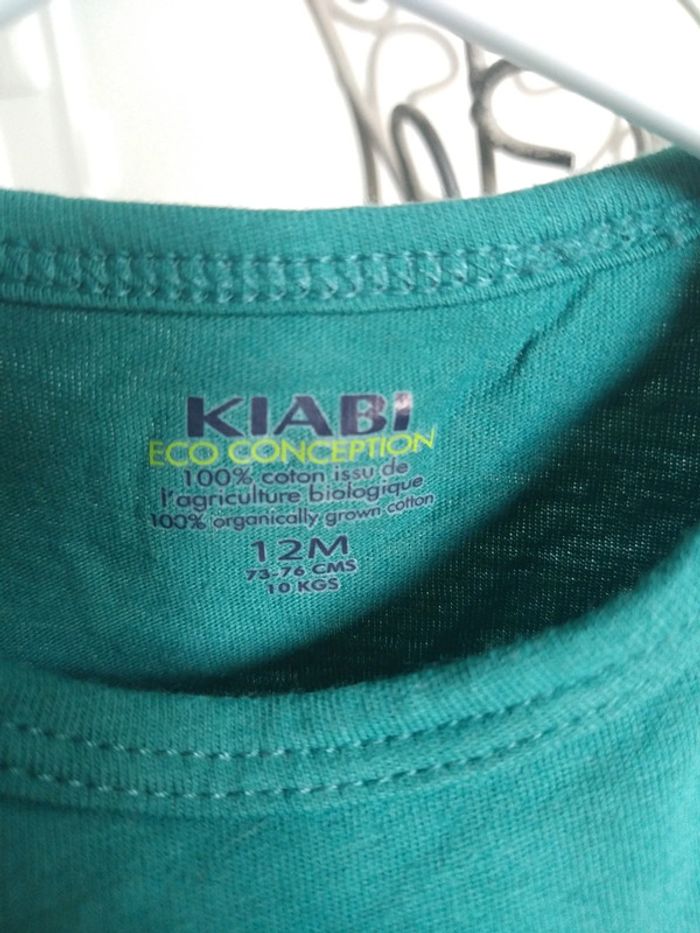 KIABI
ECO CONCEPTION
100% coton issu de
l'agriculture biologique
100% organically grown cotton
12M
73-76 CMS
10 KGS